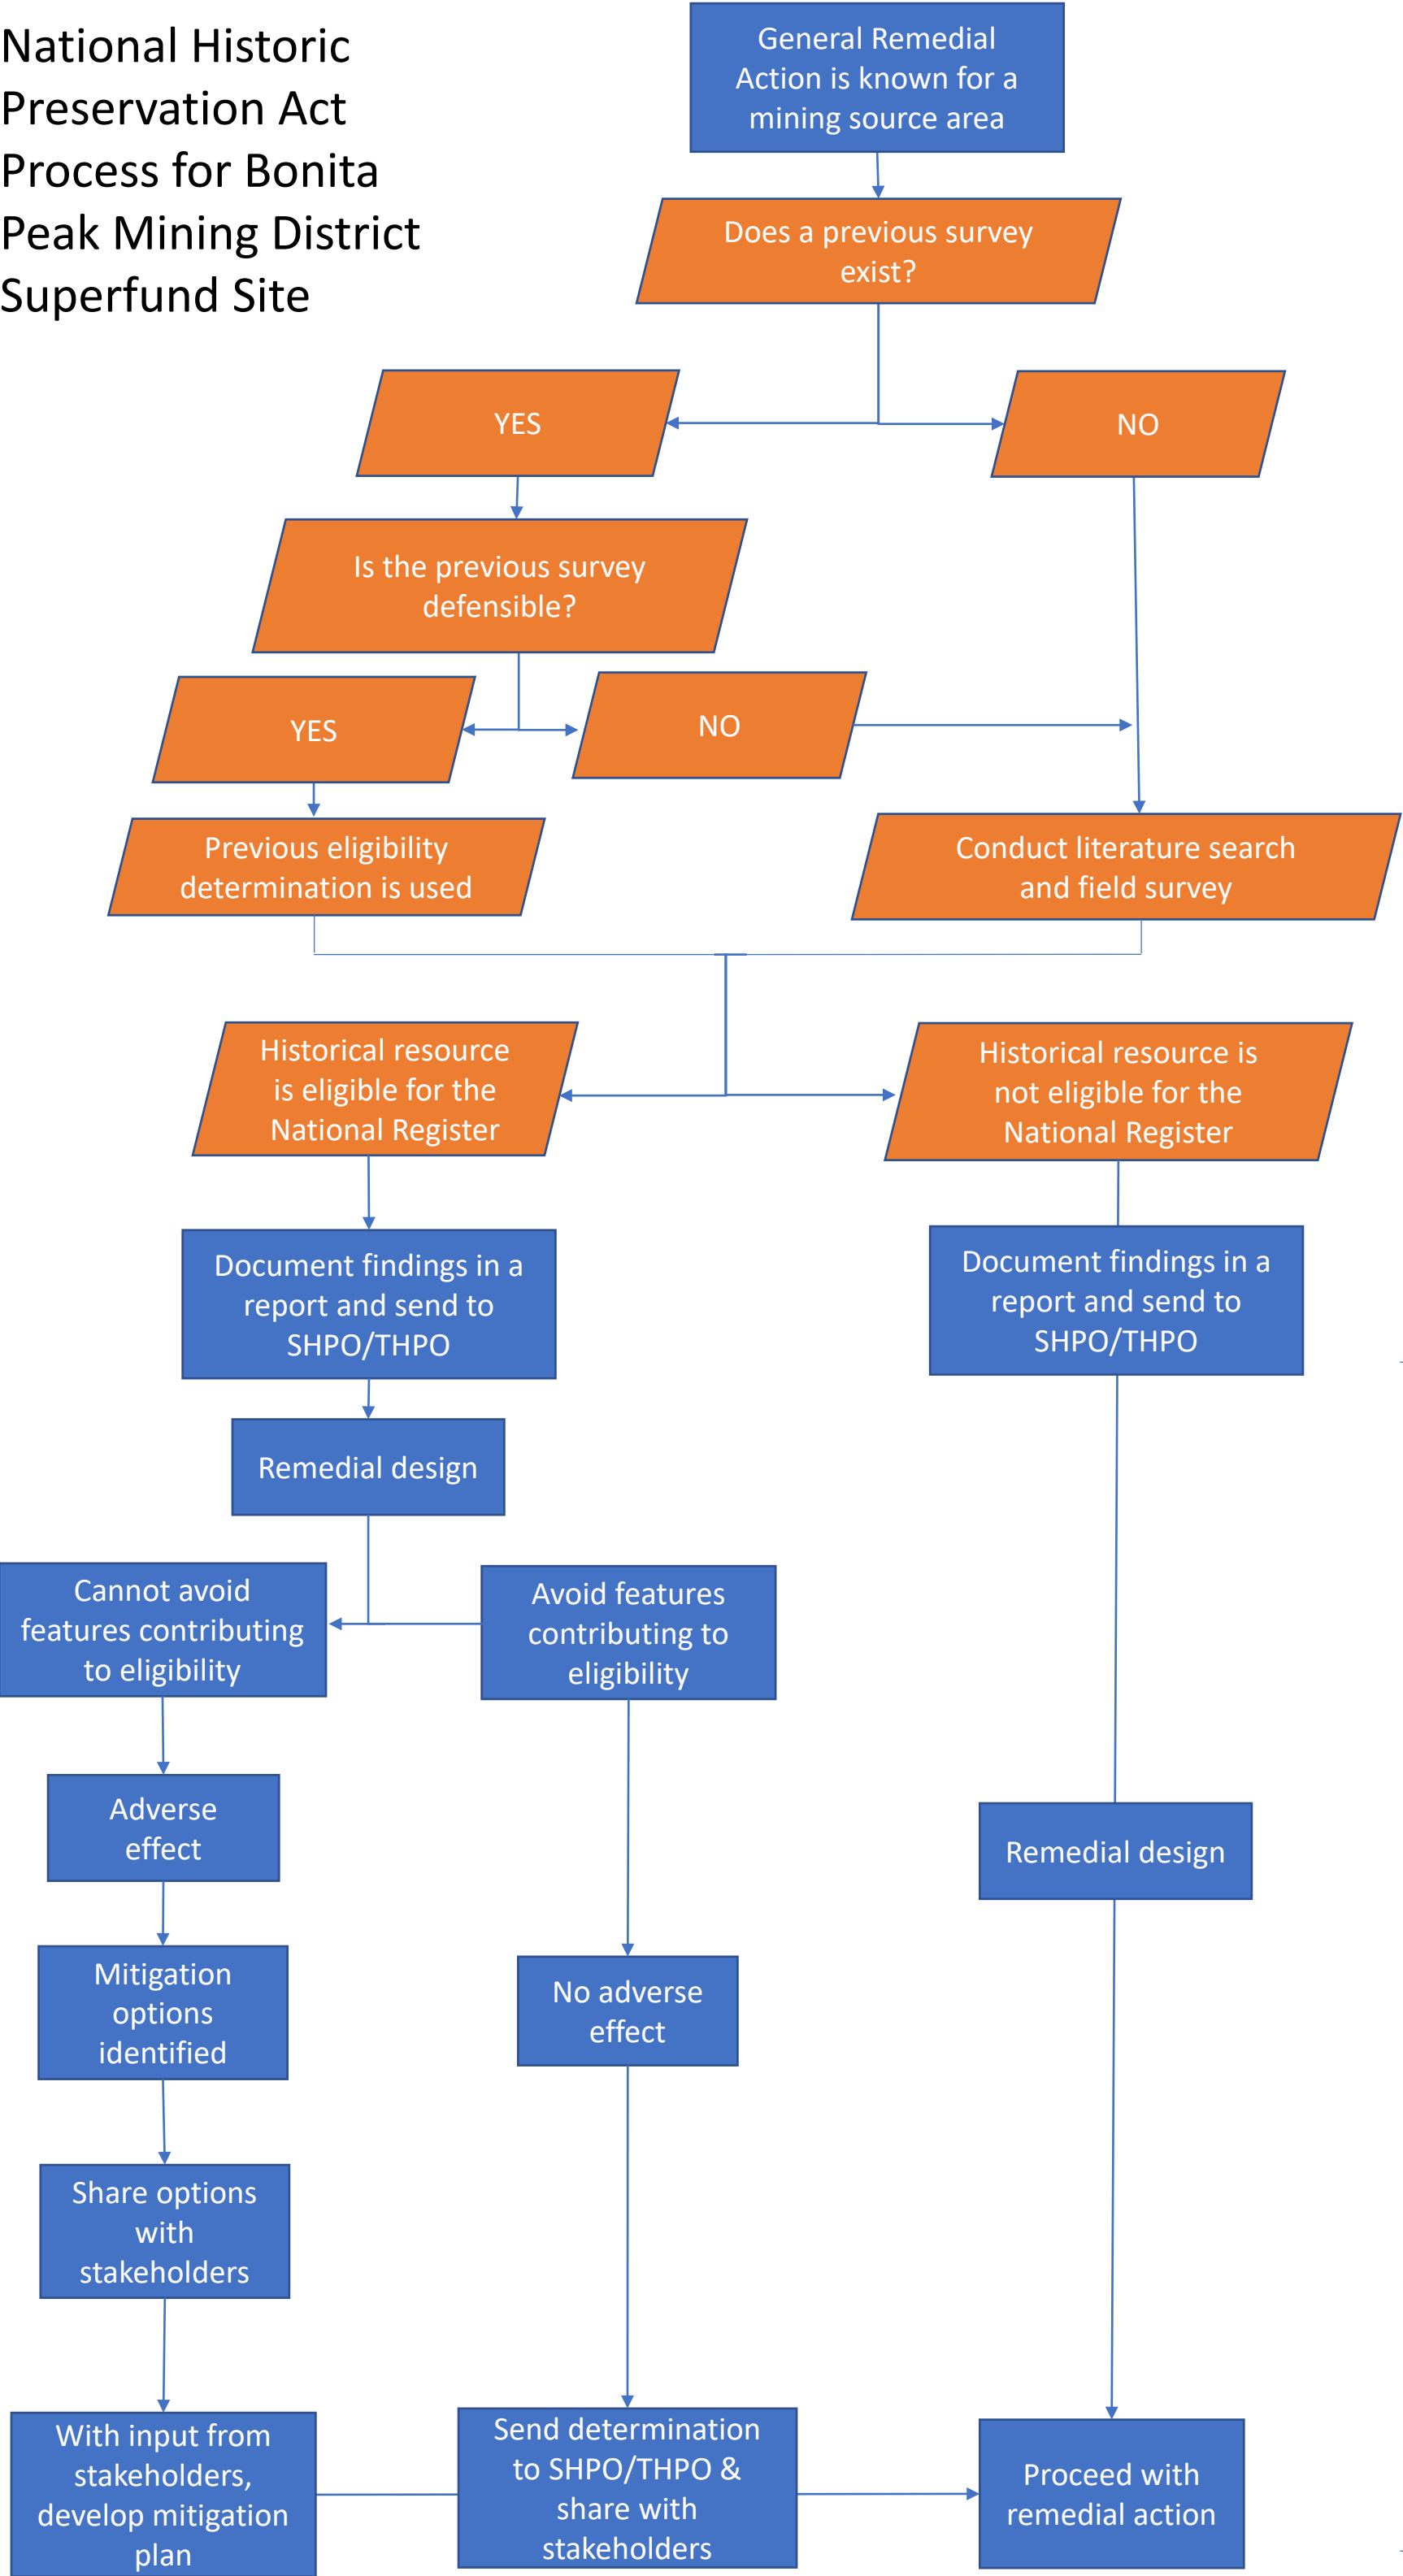 National Historic
Preservation Act
Process for Bonita
Peak Mining District
Superfund Site
General Remedial
Action is known for a
mining source area
Does a previous survey
exist?
YES
NO
Is the previous survey
defensible?
YES
NO
Previous eligibility
determination is used
Conduct literature search
and field survey
Historical resource
is eligible for the
National Register
Historical resource is
not eligible for the
National Register
Document findings in a
report and send to
SHPO/THPO
Document findings in a
report and send to
SHPO/THPO
Remedial design
Cannot avoid
features contributing
to eligibility
Avoid features
contributing to
eligibility
Adverse
effect
Remedial design
Mitigation
options
identified
No adverse
effect
Share options
with
stakeholders
With input from
stakeholders,
develop mitigation
plan
Send determination
to SHPO/THPO &
share with
stakeholders
Proceed with
remedial action